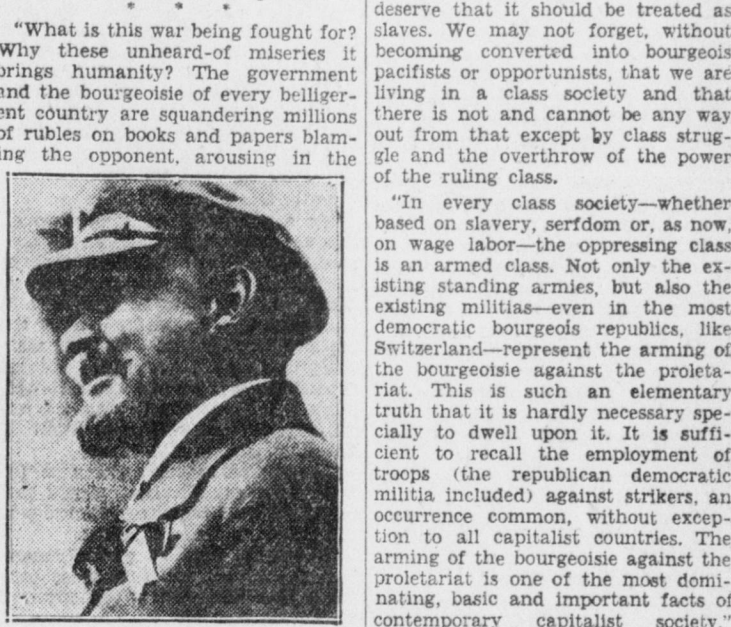 * * *
"What is this war being fought for?
Why these unheard-of miseries it
brings humanity? The government
and the bourgeoisie of every belliger-
ent country are squandering millions
of rubles on books and papers blam-
ing the opponent, arousing in the
deserve that it should be treated as
slaves. We may not forget, without
becoming converted into bourgeois
pacifists or opportunists, that we are
living in a class society and that
there is not and cannot be any way
out from that except by class strug-
gle and the overthrow of the power
of the ruling class.
"In every class society—whether
based on slavery, serfdom or, as now,
on wage labor—the oppressing class
is an armed class. Not only the ex-
isting standing armies, but also the
existing militias—even in the most
democratic bourgeois republics, like
Switzerland—represent the arming of
the bourgeoisie against the proleta-
riat. This is such an elementary
truth that it is hardly necessary spe-
cially to dwell upon it. It is suffi-
cient to recall the employment of
troops (the republican democratic
militia included) against strikers, an
occurrence common, without excep-
tion to all capitalist countries. The
arming of the bourgeoisie against the
proletariat is one of the most domi-
nating, basic and important facts of
contemporary capitalist society."